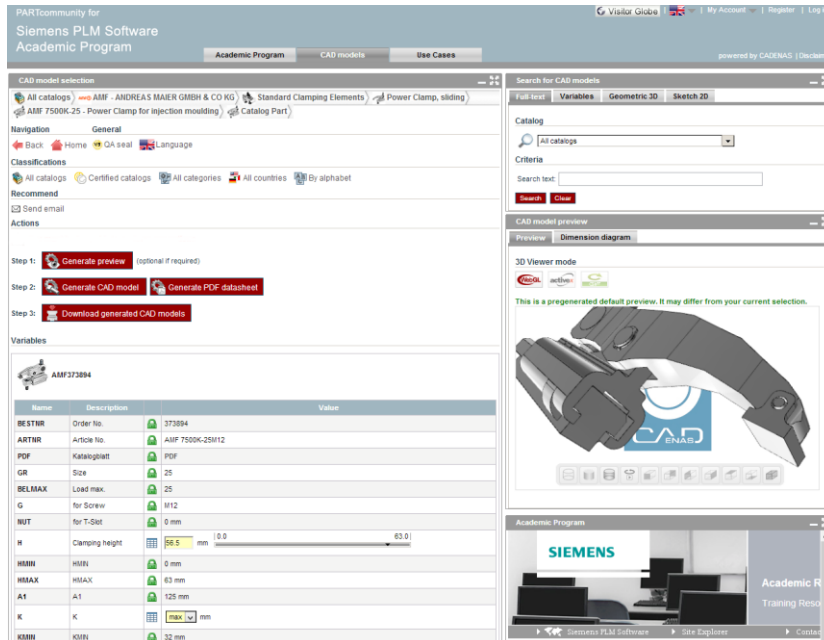 PARTcommunity for
Siemens PLM Software
Academic Program
Visitor Globe | My Account | Register | Log
Academic Program CAD models Use Cases
powered by CADENAS | Disclaim
CAD model selection
All catalogs AMF - ANDREAS MAIER GMBH & CO KG Standard Clamping Elements Power Clamp, sliding
AMF 7500K-25 - Power Clamp for injection moulding Catalog Part
Navigation General
Back Home QA seal Language
Classifications
All catalogs Certified catalogs All categories All countries By alphabet
Recommend
Send email
Actions
Step 1: Generate preview (optional if required)
Step 2: Generate CAD model Generate PDF datasheet
Step 3: Download generated CAD models
Variables
AMF373894
Name Description Value
BESTNR Order No. 373894
ARTNR Article No. AMF 7500K-25M12
PDF Katalogblatt PDF
GR Size 25
BELMAX Load max. 25
G for Screw M12
NUT for T-Slot 0 mm
H Clamping height 56.5 mm 0.0 63.0
HMIN HMIN 0 mm
HMAX HMAX 63 mm
A1 A1 125 mm
K K max mm
KMIN KMIN 32 mm
Search for CAD models
Full-text Variables Geometric 3D Sketch 2D
Catalog
All catalogs
Criteria
Search text:
Search Clear
CAD model preview
Preview Dimension diagram
3D Viewer mode
activex
This is a pregenerated default preview. It may differ from your current selection.
CAD
ENAS
Academic Program
SIEMENS
Academic R
Training Reso
Siemens PLM Software Site Explorer Contac